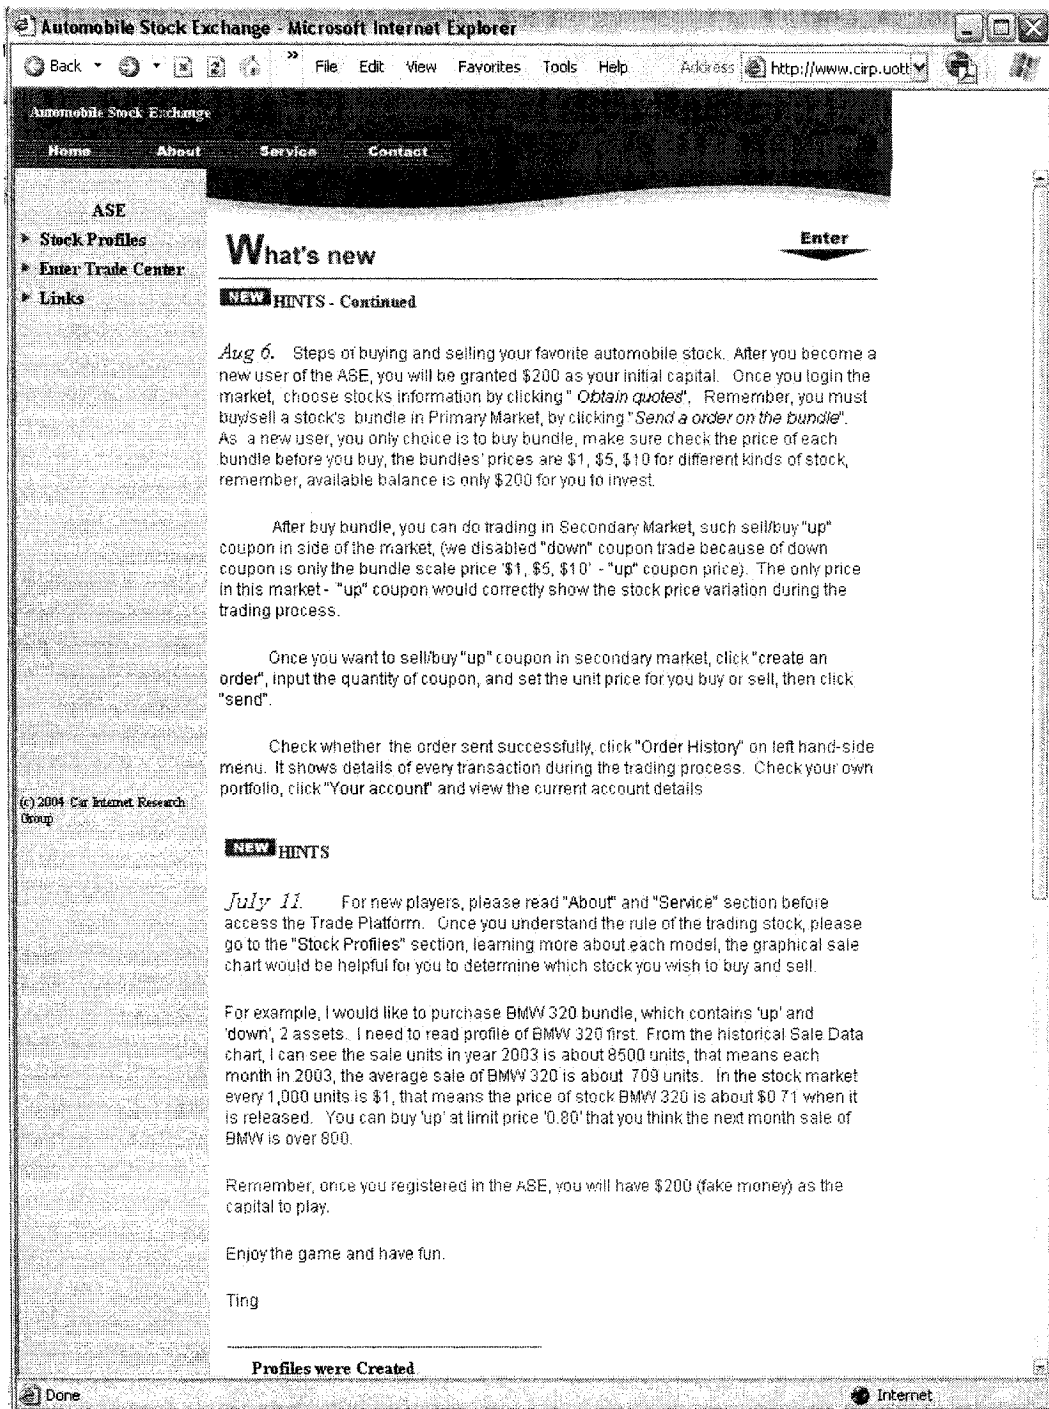 Automobile Stock Exchange - Microsoft Internet Explorer
Back » File Edit View Favorites Tools Help Address http://www.cirp.uott
Automobile Stock Exchange
Home About Service Contact
ASE
Stock Profiles
Enter Trade Center
Links
(c) 2004 Car Internet Research
Group
What's new
Enter
NEW HINTS - Continued
Aug 6. Steps of buying and selling your favorite automobile stock. After you become a
new user of the ASE, you will be granted $200 as your initial capital. Once you login the
market, choose stocks information by clicking " Obtain quotes", Remember, you must
buy/sell a stock's bundle in Primary Market, by clicking "Send a order on the bundle".
As a new user, you only choice is to buy bundle, make sure check the price of each
bundle before you buy, the bundles' prices are $1, $5, $10 for different kinds of stock,
remember, available balance is only $200 for you to invest.
After buy bundle, you can do trading in Secondary Market, such sell/buy "up"
coupon in side of the market, (we disabled "down" coupon trade because of down
coupon is only the bundle scale price '$1, $5, $10' - "up" coupon price). The only price
in this market - "up" coupon would correctly show the stock price variation during the
trading process.
Once you want to sell/buy "up" coupon in secondary market, click "create an
order", input the quantity of coupon, and set the unit price for you buy or sell, then click
"send".
Check whether the order sent successfully, click "Order History" on left hand-side
menu. It shows details of every transaction during the trading process. Check your own
portfolio, click "Your account" and view the current account details
NEW HINTS
July 11. For new players, please read "About" and "Service" section before
access the Trade Platform. Once you understand the rule of the trading stock, please
go to the "Stock Profiles" section, learning more about each model, the graphical sale
chart would be helpful for you to determine which stock you wish to buy and sell.
For example, I would like to purchase BMW 320 bundle, which contains 'up' and
'down', 2 assets. I need to read profile of BMW 320 first. From the historical Sale Data
chart, I can see the sale units in year 2003 is about 8500 units, that means each
month in 2003, the average sale of BMW 320 is about 709 units. In the stock market
every 1,000 units is $1, that means the price of stock BMW 320 is about $0.71 when it
is released. You can buy 'up' at limit price '0.80' that you think the next month sale of
BMW is over 800.
Remember, once you registered in the ASE, you will have $200 (fake money) as the
capital to play.
Enjoy the game and have fun.
Ting
Profiles were Created
Done Internet